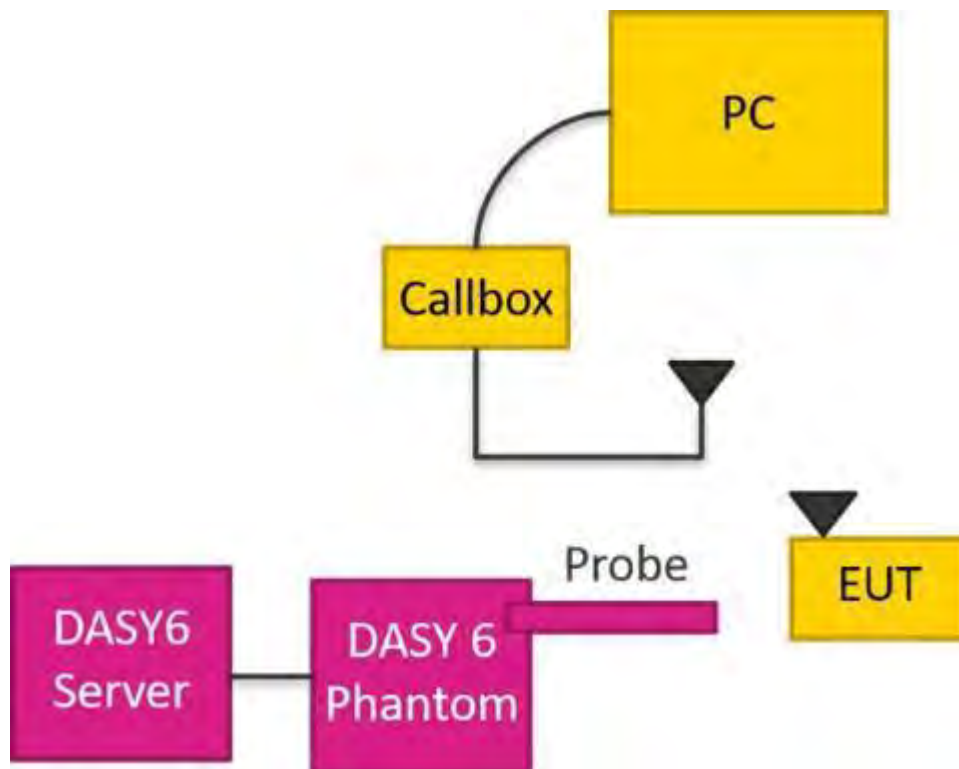 PC
Callbox
Probe
EUT
DASY6
Server
DASY 6
Phantom